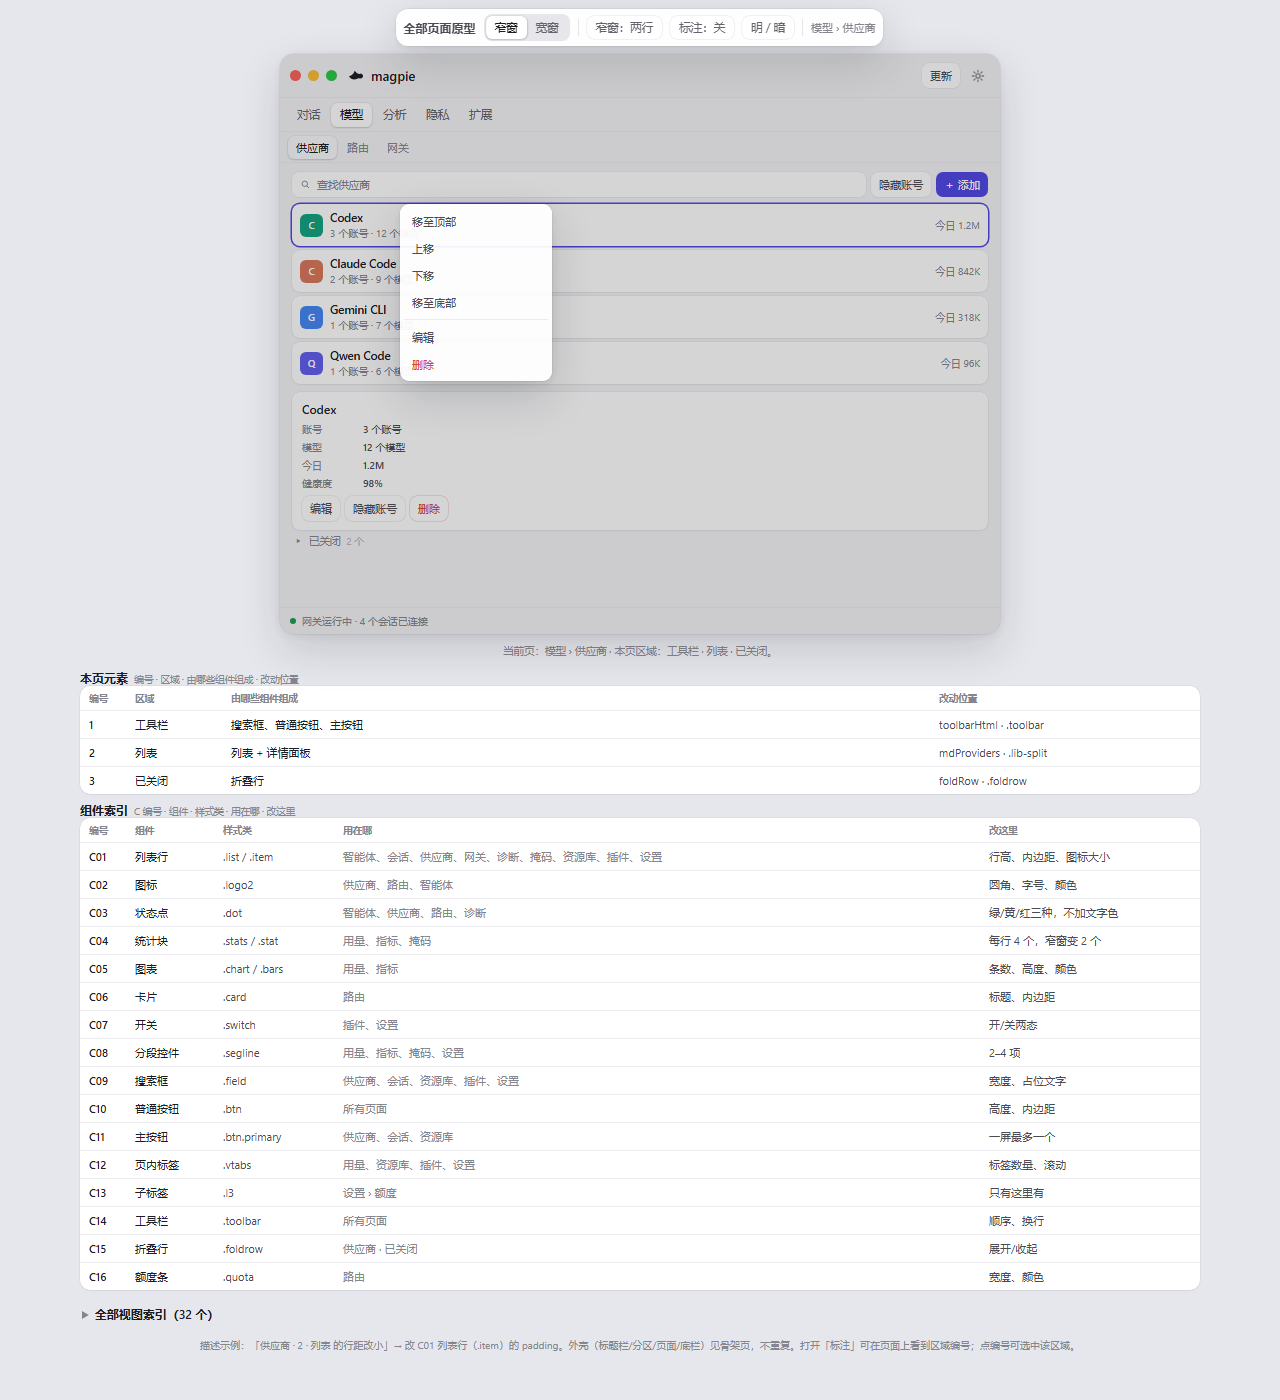 全部页面原型 窄窗 宽窗 窄窗：两行 标注：关 明 / 暗 模型 › 供应商
magpie 更新
对话 模型 分析 隐私 扩展
供应商 路由 网关
查找供应商 隐藏账号 + 添加
C Codex 今日 1.2M
3 个账号 · 12 个
C Claude Code 今日 842K
2 个账号 · 9 个
G Gemini CLI 今日 318K
1 个账号 · 7 个
Q Qwen Code 今日 96K
1 个账号 · 6 个
移至顶部
上移
下移
移至底部
编辑
删除
Codex
账号 3 个账号
模型 12 个模型
今日 1.2M
健康度 98%
编辑 隐藏账号 删除
已关闭 2 个
网关运行中 · 4 个会话已连接
当前页：模型 › 供应商 · 本页区域：工具栏 · 列表 · 已关闭。
本页元素 编号 · 区域 · 由哪些组件组成 · 改动位置
编号 区域 由哪些组件组成 改动位置
1 工具栏 搜索框、普通按钮、主按钮 toolbarHtml · .toolbar
2 列表 列表 + 详情面板 mdProviders · .lib-split
3 已关闭 折叠行 foldRow · .foldrow
组件索引 C 编号 · 组件 · 样式类 · 用在哪 · 改这里
编号 组件 样式类 用在哪 改这里
C01 列表行 .list / .item 智能体、会话、供应商、网关、诊断、掩码、资源库、插件、设置 行高、内边距、图标大小
C02 图标 .logo2 供应商、路由、智能体 圆角、字号、颜色
C03 状态点 .dot 智能体、供应商、路由、诊断 绿/黄/红三种，不加文字色
C04 统计块 .stats / .stat 用量、指标、掩码 每行 4 个，窄窗变 2 个
C05 图表 .chart / .bars 用量、指标 条数、高度、颜色
C06 卡片 .card 路由 标题、内边距
C07 开关 .switch 插件、设置 开/关两态
C08 分段控件 .segline 用量、指标、掩码、设置 2–4 项
C09 搜索框 .field 供应商、会话、资源库、插件、设置 宽度、占位文字
C10 普通按钮 .btn 所有页面 高度、内边距
C11 主按钮 .btn.primary 供应商、会话、资源库 一屏最多一个
C12 页内标签 .vtabs 用量、资源库、插件、设置 标签数量、滚动
C13 子标签 .l3 设置 › 额度 只有这里有
C14 工具栏 .toolbar 所有页面 顺序、换行
C15 折叠行 .foldrow 供应商 · 已关闭 展开/收起
C16 额度条 .quota 路由 宽度、颜色
全部视图索引（32 个）
描述示例：「供应商 · 2 · 列表 的行距改小」→ 改 C01 列表行（.item）的 padding。外壳（标题栏/分区/页面/底栏）见骨架页，不重复。打开「标注」可在页面上看到区域编号；点编号可选中该区域。